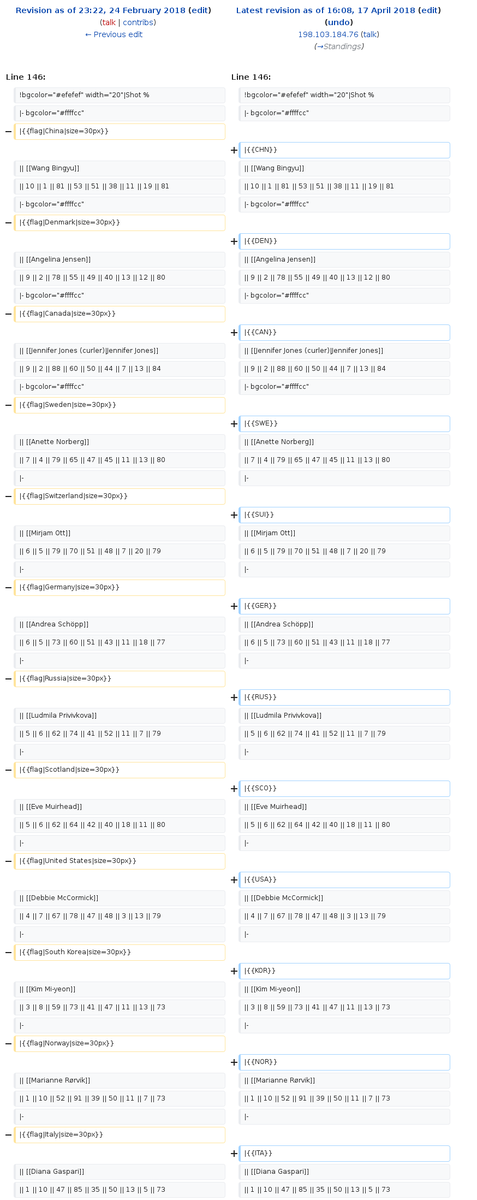 Revision as of 23:22, 24 February 2018 (edit)
(talk | contribs)
← Previous edit
Latest revision as of 16:08, 17 April 2018 (edit)
(undo)
198.103.184.76 (talk)
(→Standings)
Line 146:
Line 146:
!bgcolor="#efefef" width="20"|Shot %
!bgcolor="#efefef" width="20"|Shot %
|- bgcolor="#ffffcc"
|- bgcolor="#ffffcc"
− |{{flag|China|size=30px}}
+ |{{CHN}}
|| [[Wang Bingyu]]
|| [[Wang Bingyu]]
|| 10 || 1 || 81 || 53 || 51 || 38 || 11 || 19 || 81
|| 10 || 1 || 81 || 53 || 51 || 38 || 11 || 19 || 81
|- bgcolor="#ffffcc"
|- bgcolor="#ffffcc"
− |{{flag|Denmark|size=30px}}
+ |{{DEN}}
|| [[Angelina Jensen]]
|| [[Angelina Jensen]]
|| 9 || 2 || 78 || 55 || 49 || 40 || 13 || 12 || 80
|| 9 || 2 || 78 || 55 || 49 || 40 || 13 || 12 || 80
|- bgcolor="#ffffcc"
|- bgcolor="#ffffcc"
− |{{flag|Canada|size=30px}}
+ |{{CAN}}
|| [[Jennifer Jones (curler)|Jennifer Jones]]
|| [[Jennifer Jones (curler)|Jennifer Jones]]
|| 9 || 2 || 88 || 60 || 50 || 44 || 7 || 13 || 84
|| 9 || 2 || 88 || 60 || 50 || 44 || 7 || 13 || 84
|- bgcolor="#ffffcc"
|- bgcolor="#ffffcc"
− |{{flag|Sweden|size=30px}}
+ |{{SWE}}
|| [[Anette Norberg]]
|| [[Anette Norberg]]
|| 7 || 4 || 79 || 65 || 47 || 45 || 11 || 13 || 80
|| 7 || 4 || 79 || 65 || 47 || 45 || 11 || 13 || 80
|-
|-
− |{{flag|Switzerland|size=30px}}
+ |{{SUI}}
|| [[Mirjam Ott]]
|| [[Mirjam Ott]]
|| 6 || 5 || 79 || 70 || 51 || 48 || 7 || 20 || 79
|| 6 || 5 || 79 || 70 || 51 || 48 || 7 || 20 || 79
|-
|-
− |{{flag|Germany|size=30px}}
+ |{{GER}}
|| [[Andrea Schöpp]]
|| [[Andrea Schöpp]]
|| 6 || 5 || 73 || 60 || 51 || 43 || 11 || 18 || 77
|| 6 || 5 || 73 || 60 || 51 || 43 || 11 || 18 || 77
|-
|-
− |{{flag|Russia|size=30px}}
+ |{{RUS}}
|| [[Ludmila Privivkova]]
|| [[Ludmila Privivkova]]
|| 5 || 6 || 62 || 74 || 41 || 52 || 11 || 7 || 79
|| 5 || 6 || 62 || 74 || 41 || 52 || 11 || 7 || 79
|-
|-
− |{{flag|Scotland|size=30px}}
+ |{{SCO}}
|| [[Eve Muirhead]]
|| [[Eve Muirhead]]
|| 5 || 6 || 62 || 64 || 42 || 40 || 18 || 11 || 80
|| 5 || 6 || 62 || 64 || 42 || 40 || 18 || 11 || 80
|-
|-
− |{{flag|United States|size=30px}}
+ |{{USA}}
|| [[Debbie McCormick]]
|| [[Debbie McCormick]]
|| 4 || 7 || 67 || 78 || 47 || 48 || 3 || 13 || 79
|| 4 || 7 || 67 || 78 || 47 || 48 || 3 || 13 || 79
|-
|-
− |{{flag|South Korea|size=30px}}
+ |{{KOR}}
|| [[Kim Mi-yeon]]
|| [[Kim Mi-yeon]]
|| 3 || 8 || 59 || 73 || 41 || 47 || 11 || 13 || 73
|| 3 || 8 || 59 || 73 || 41 || 47 || 11 || 13 || 73
|-
|-
− |{{flag|Norway|size=30px}}
+ |{{NOR}}
|| [[Marianne Rørvik]]
|| [[Marianne Rørvik]]
|| 1 || 10 || 52 || 91 || 39 || 50 || 11 || 7 || 73
|| 1 || 10 || 52 || 91 || 39 || 50 || 11 || 7 || 73
|-
|-
− |{{flag|Italy|size=30px}}
+ |{{ITA}}
|| [[Diana Gaspari]]
|| [[Diana Gaspari]]
|| 1 || 10 || 47 || 85 || 35 || 50 || 13 || 5 || 73
|| 1 || 10 || 47 || 85 || 35 || 50 || 13 || 5 || 73